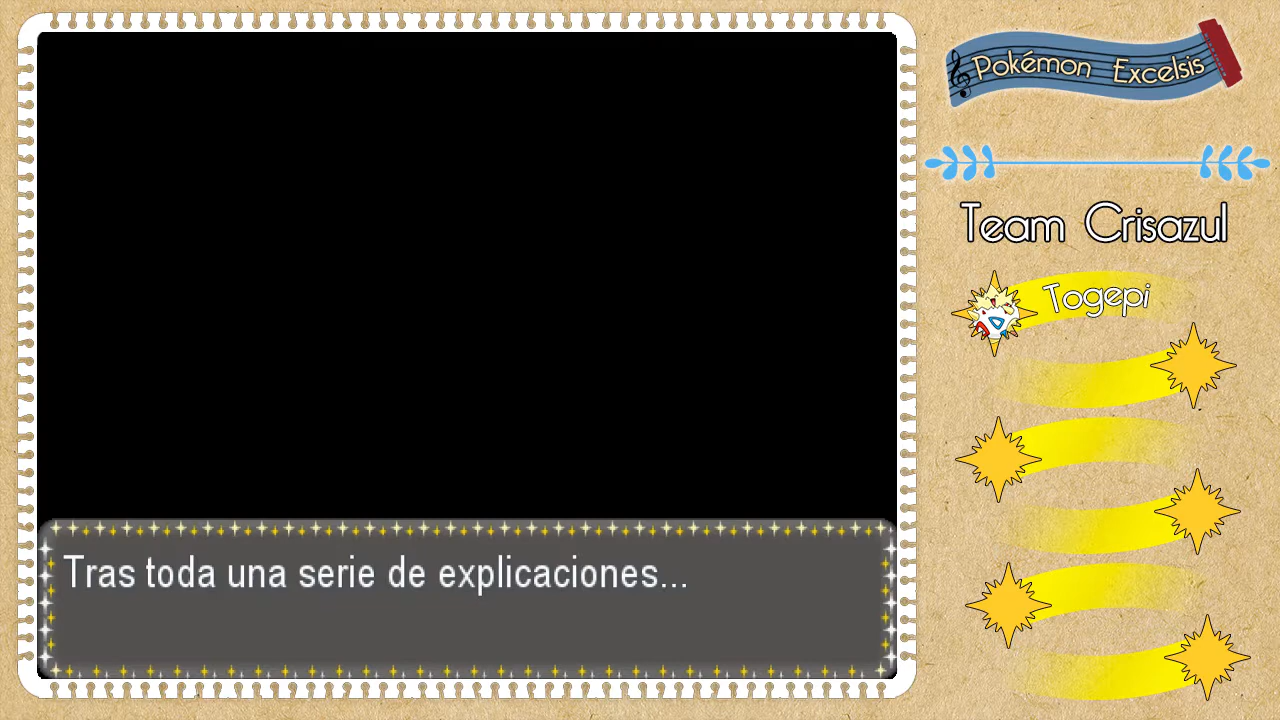 Pokémon Excelsis
Team Crisazul
Togepi
Tras toda una serie de explicaciones...